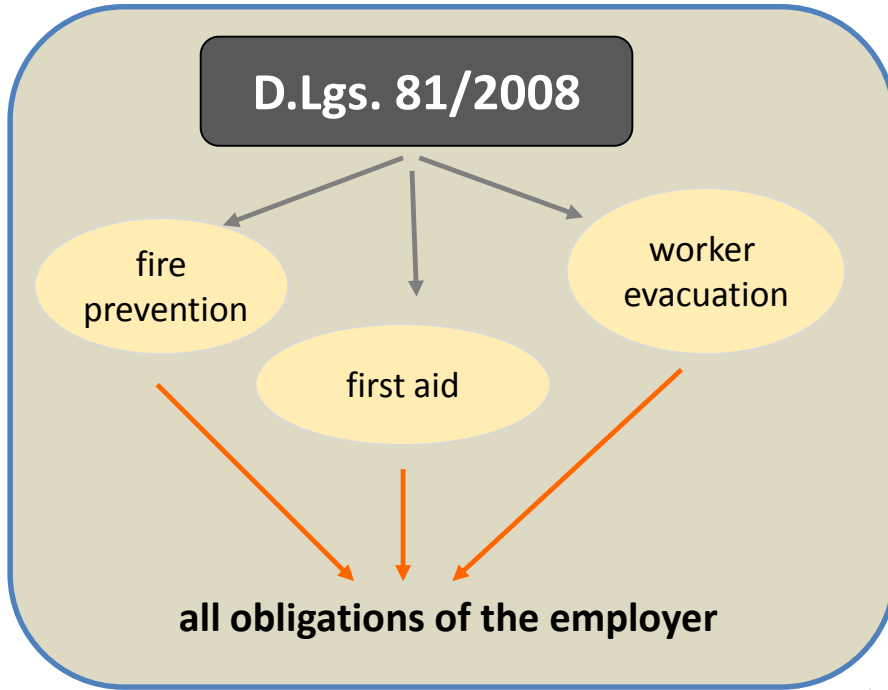 D.Lgs. 81/2008
fire
prevention
first aid
worker
evacuation
all obligations of the employer